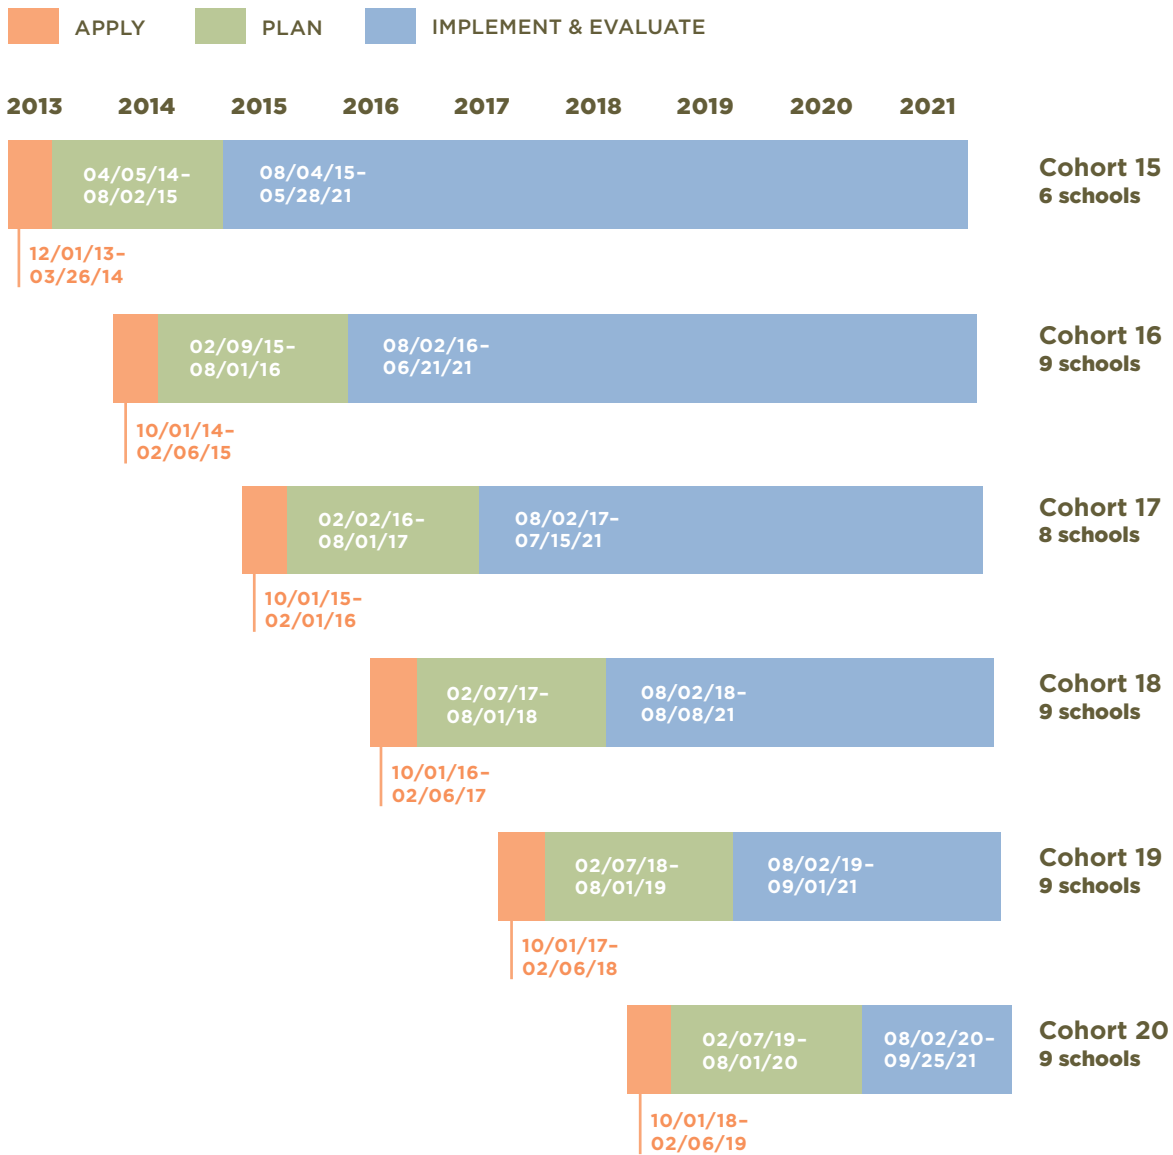 APPLY
PLAN
IMPLEMENT & EVALUATE
2013 2014 2015 2016 2017 2018 2019 2020 2021
04/05/14–
08/02/15
08/04/15–
05/28/21
Cohort 15
6 schools
12/01/13–
03/26/14
02/09/15–
08/01/16
08/02/16–
06/21/21
Cohort 16
9 schools
10/01/14–
02/06/15
02/02/16–
08/01/17
08/02/17–
07/15/21
Cohort 17
8 schools
10/01/15–
02/01/16
02/07/17–
08/01/18
08/02/18–
08/08/21
Cohort 18
9 schools
10/01/16–
02/06/17
02/07/18–
08/01/19
08/02/19–
09/01/21
Cohort 19
9 schools
10/01/17–
02/06/18
02/07/19–
08/01/20
08/02/20–
09/25/21
Cohort 20
9 schools
10/01/18–
02/06/19